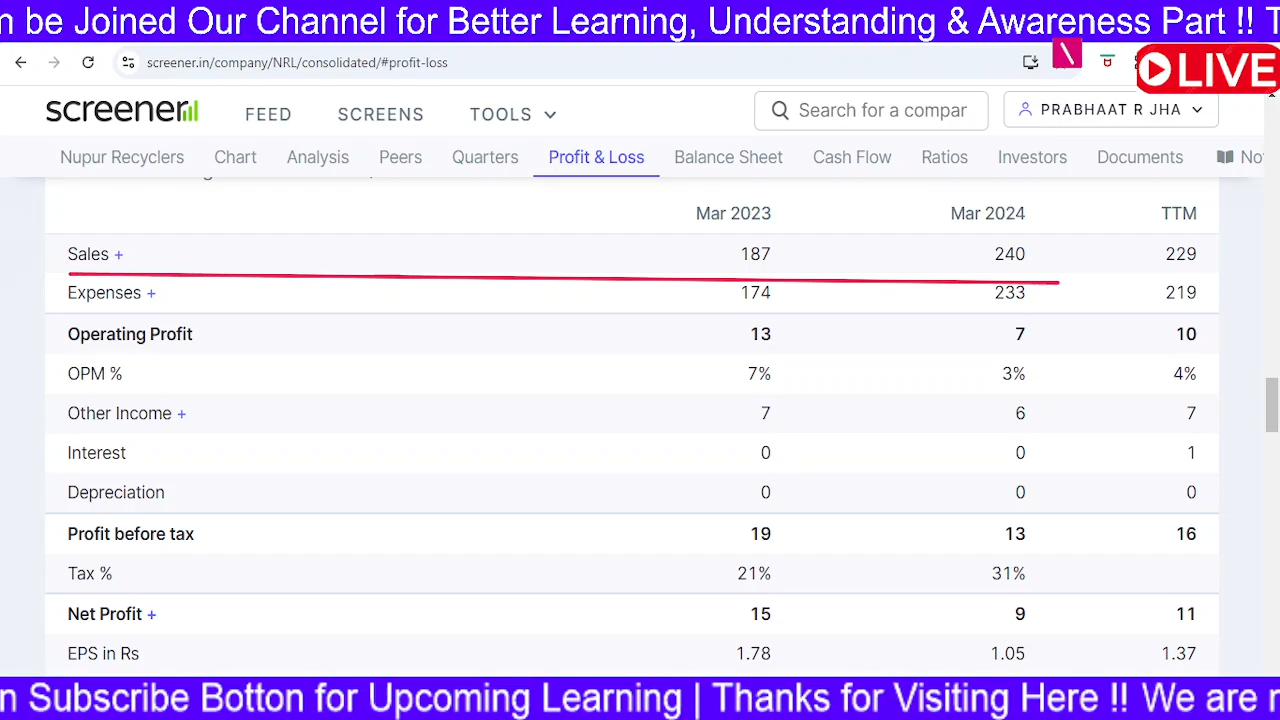 n be Joined Our Channel for Better Learning, Understanding & Awareness Part !! T
screener.in/company/NRL/consolidated/#profit-loss
LIVE
screener
FEED SCREENS TOOLS
Search for a compar
PRABHAAT R JHA
Nupur Recyclers Chart Analysis Peers Quarters Profit & Loss Balance Sheet Cash Flow Ratios Investors Documents No
Mar 2023 Mar 2024 TTM
Sales + 187 240 229
Expenses + 174 233 219
Operating Profit 13 7 10
OPM % 7% 3% 4%
Other Income + 7 6 7
Interest 0 0 1
Depreciation 0 0 0
Profit before tax 19 13 16
Tax % 21% 31%
Net Profit + 15 9 11
EPS in Rs 1.78 1.05 1.37
n Subscribe Botton for Upcoming Learning | Thanks for Visiting Here !! We are